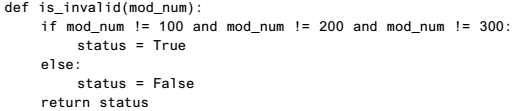 def is_invalid(mod_num):
    if mod_num != 100 and mod_num != 200 and mod_num != 300:
        status = True
    else:
        status = False
    return status